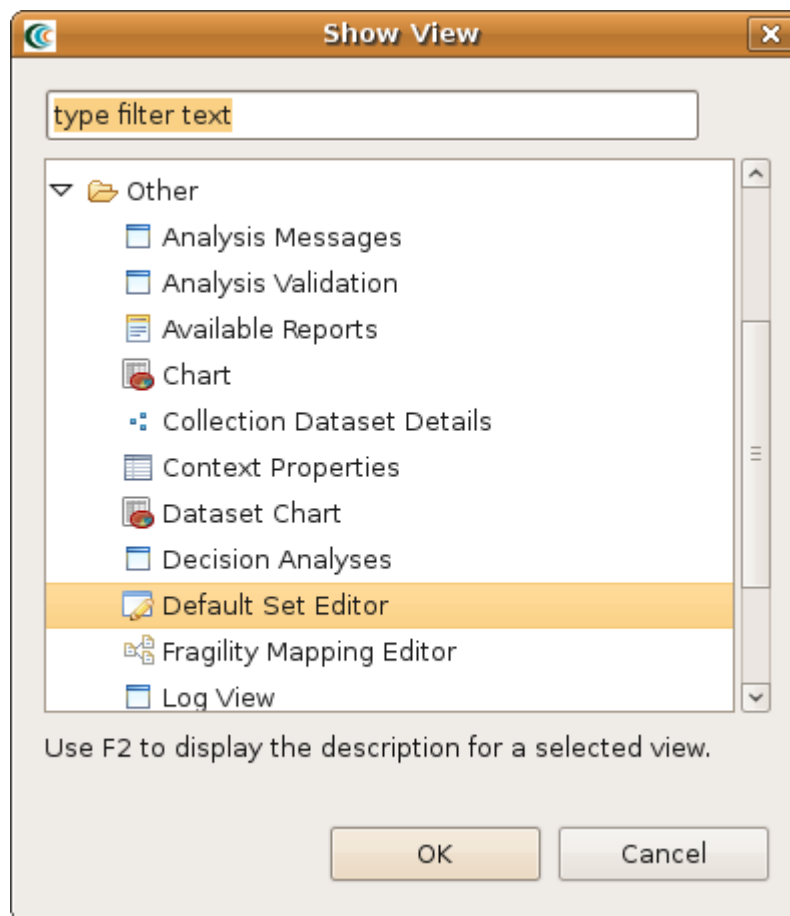 Show View
type filter text
Other
Analysis Messages
Analysis Validation
Available Reports
Chart
Collection Dataset Details
Context Properties
Dataset Chart
Decision Analyses
Default Set Editor
Fragility Mapping Editor
Log View
Use F2 to display the description for a selected view.
OK Cancel